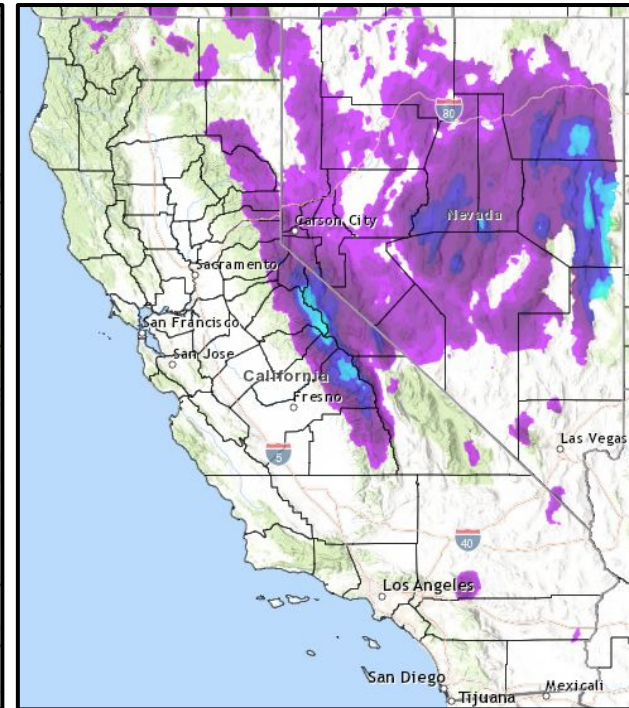 80
Nevada
Carson City
Sacramento
San Francisco
San Jose
California
Fresno
5
Las Vegas
40
Los Angeles
San Diego
Tijuana
Mexicali